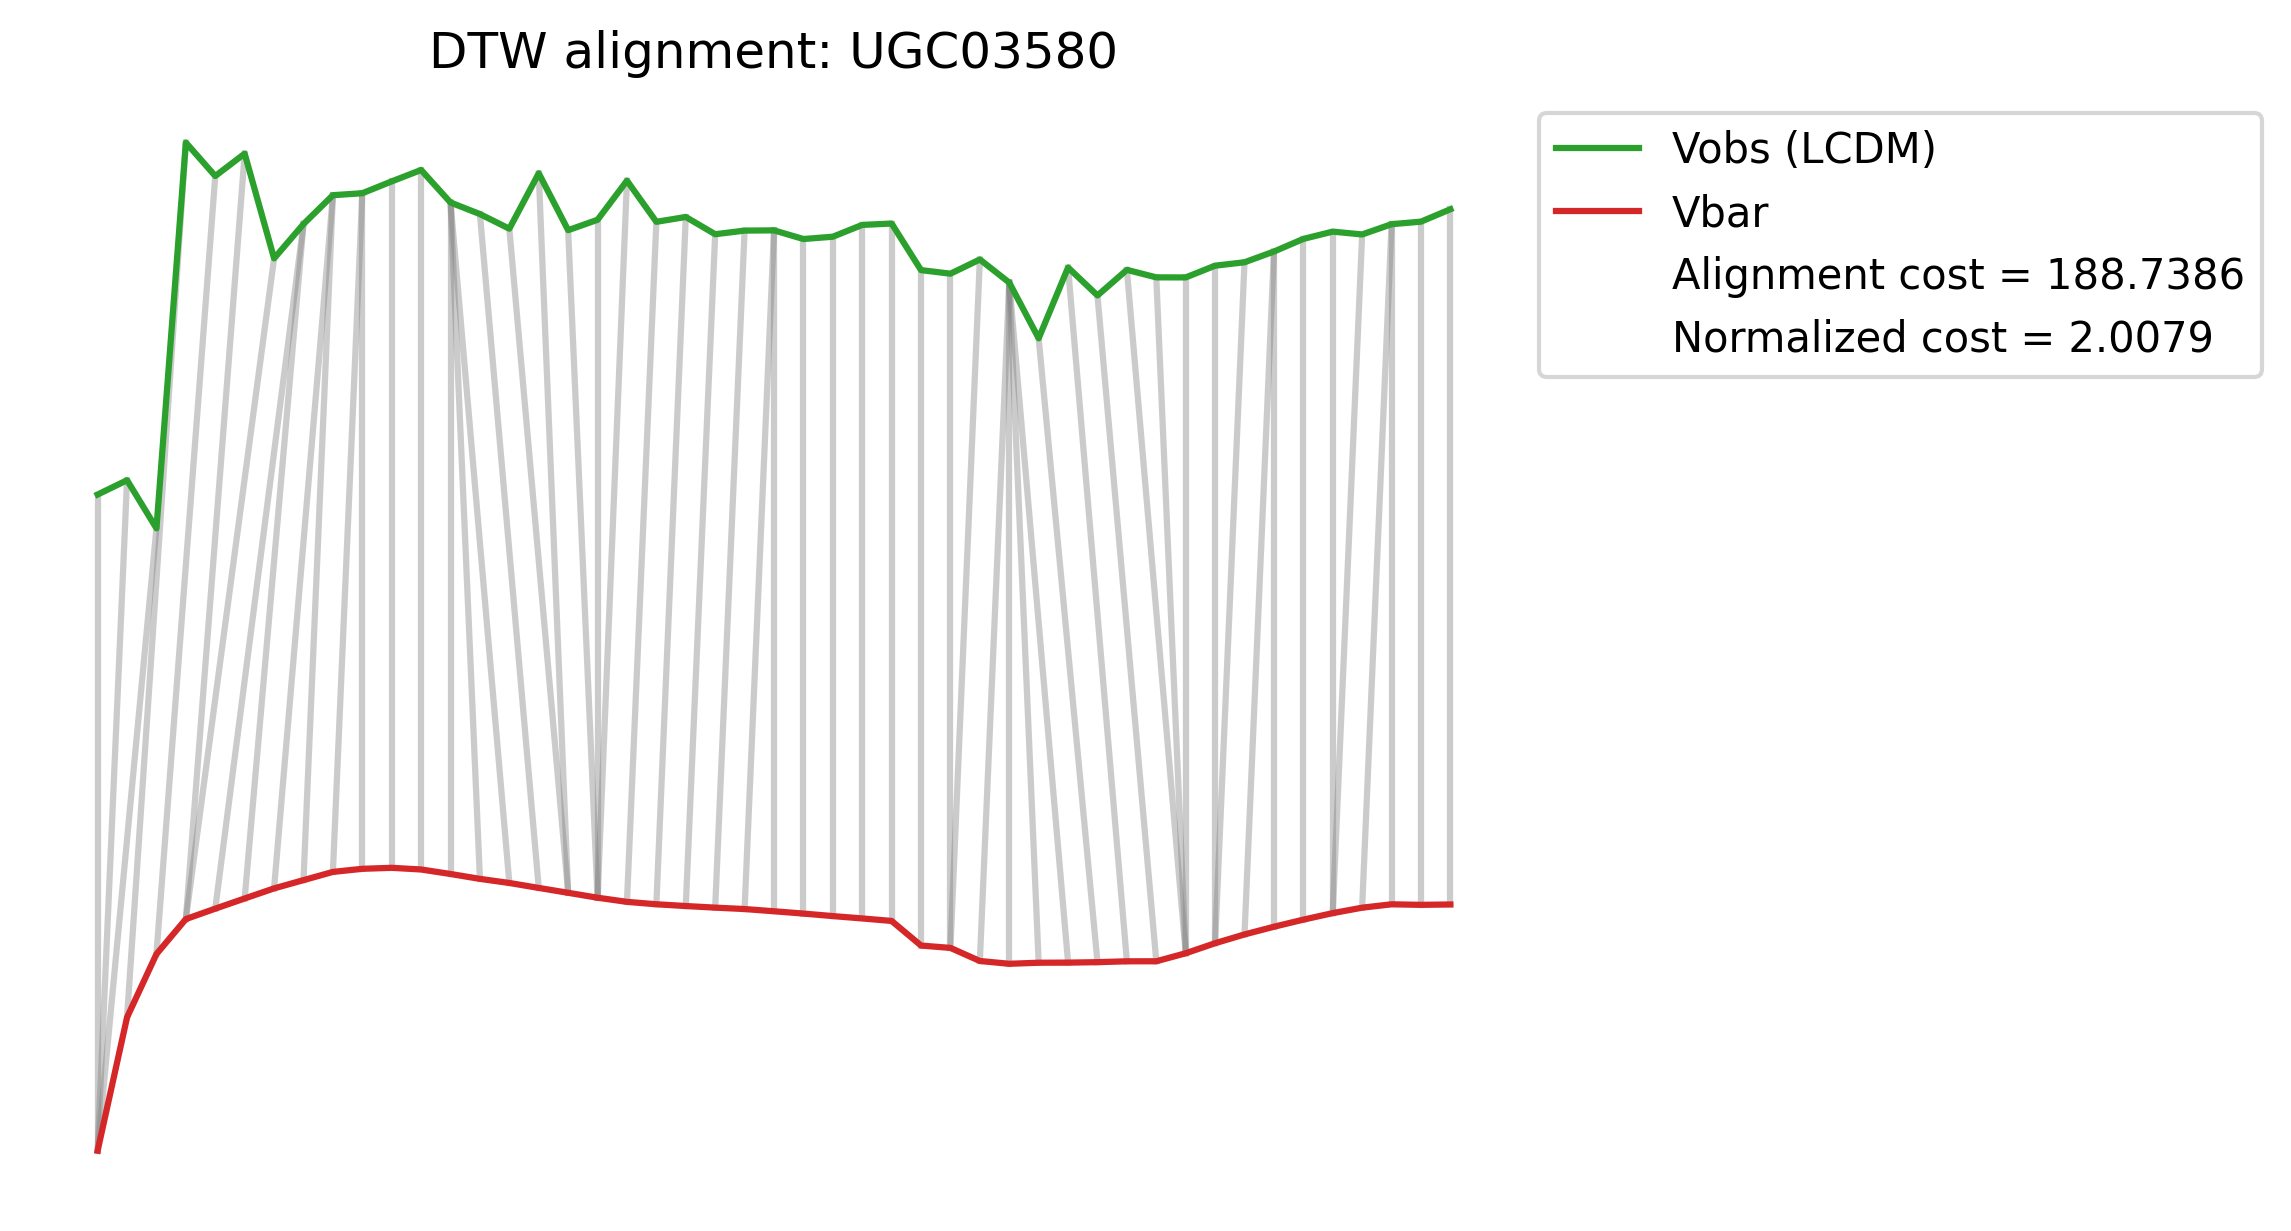 DTW alignment: UGC03580
Vobs (LCDM)
Vbar
Alignment cost = 188.7386
Normalized cost = 2.0079